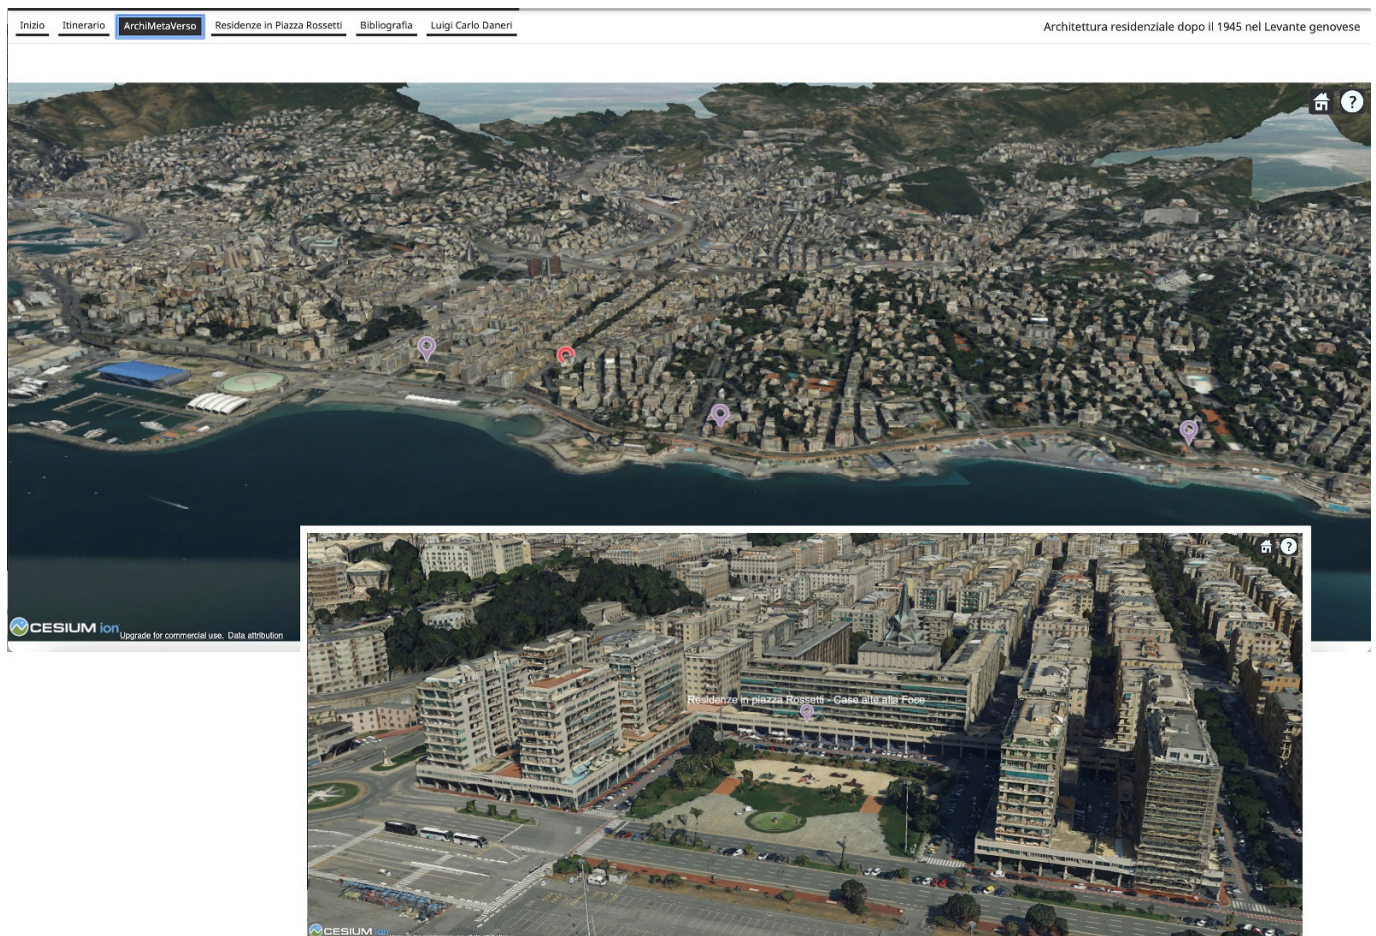 Inizio
Itinerario
ArchiMetaVerso
Residenze in Piazza Rossetti
Bibliografia
Luigi Carlo Daneri
Architettura residenziale dopo il 1945 nel Levante genovese
?
CESIUM ion
Upgrade for commercial use. Data attribution
?
Residenze in piazza Rossetti - Case alte alla Foce
CESIUM ion